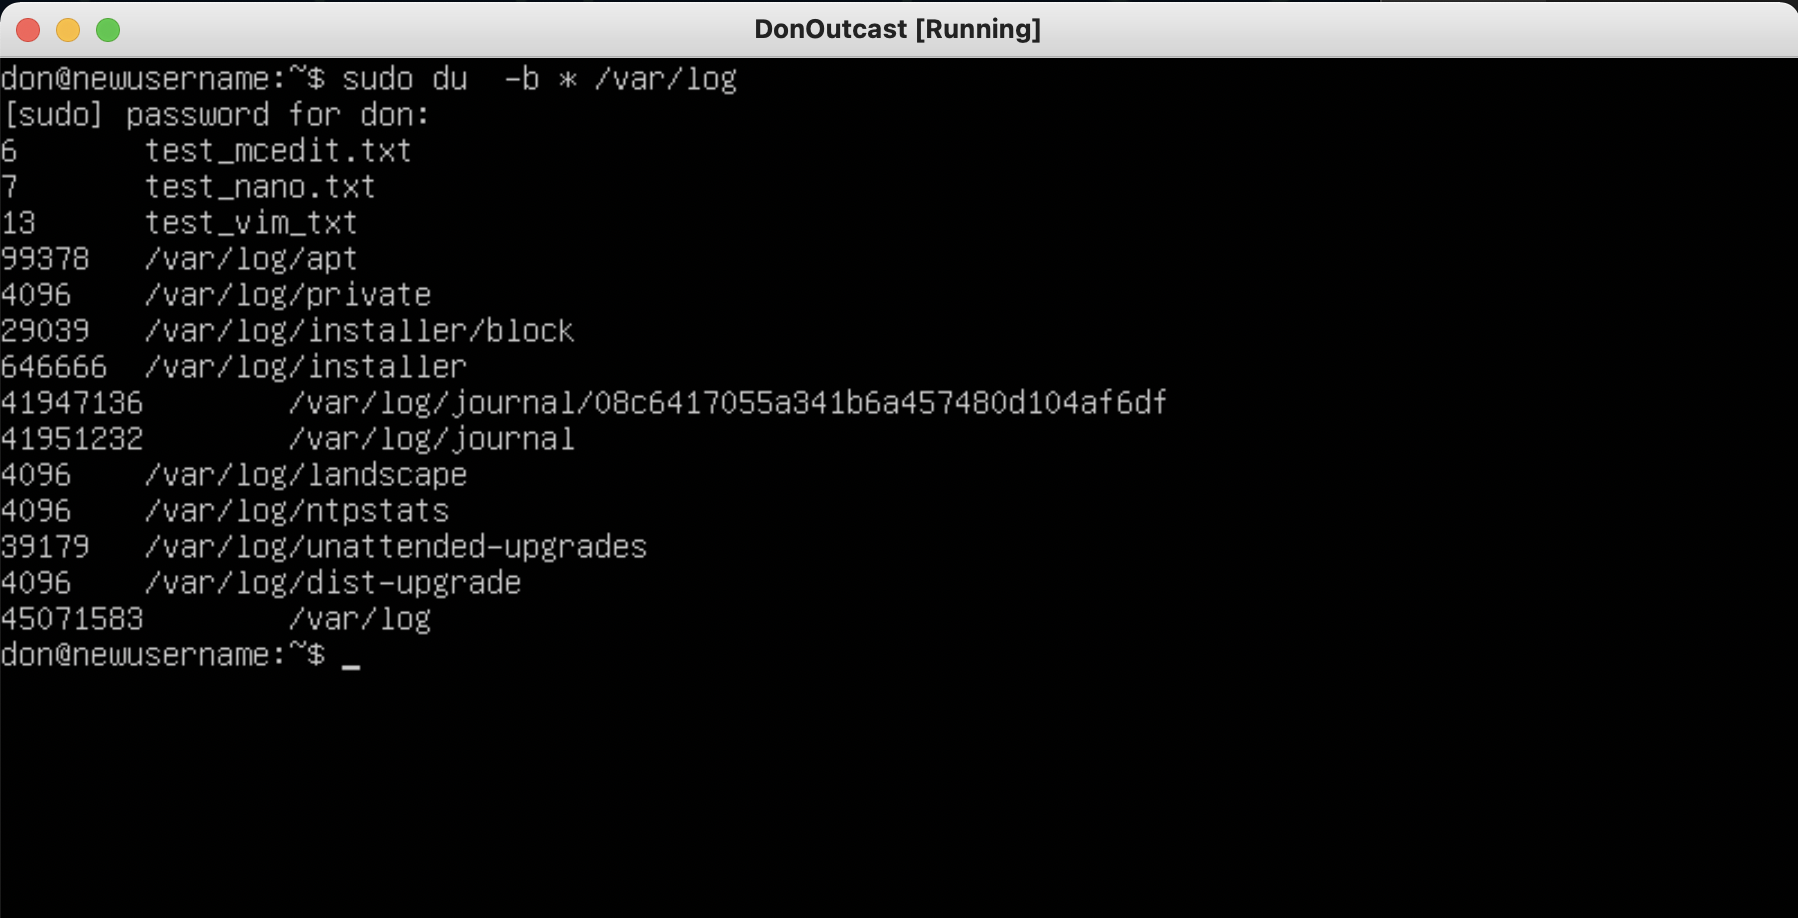 DonOutcast [Running]
don@newusername:~$ sudo du  -b * /var/log
[sudo] password for don:
6       test_mcedit.txt
7       test_nano.txt
13      test_vim_txt
99378   /var/log/apt
4096    /var/log/private
29039   /var/log/installer/block
646666  /var/log/installer
41947136        /var/log/journal/08c6417055a341b6a457480d104af6df
41951232        /var/log/journal
4096    /var/log/landscape
4096    /var/log/ntpstats
39179   /var/log/unattended-upgrades
4096    /var/log/dist-upgrade
45071583        /var/log
don@newusername:~$ _